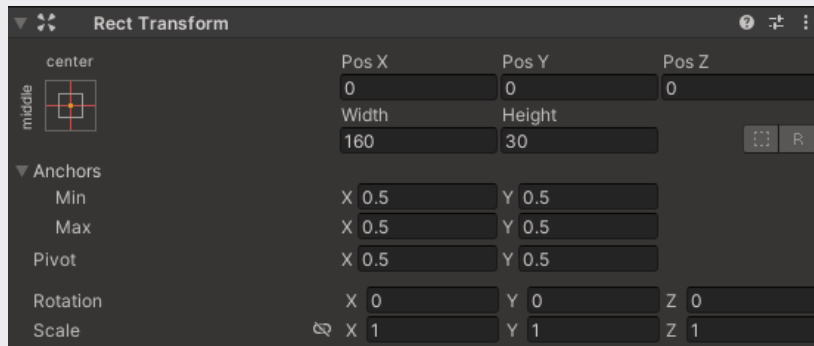 Rect Transform
center
middle
Pos X Pos Y Pos Z
0 0 0
Width Height
160 30
R
Anchors
Min X 0.5 Y 0.5
Max X 0.5 Y 0.5
Pivot X 0.5 Y 0.5
Rotation X 0 Y 0 Z 0
Scale X 1 Y 1 Z 1